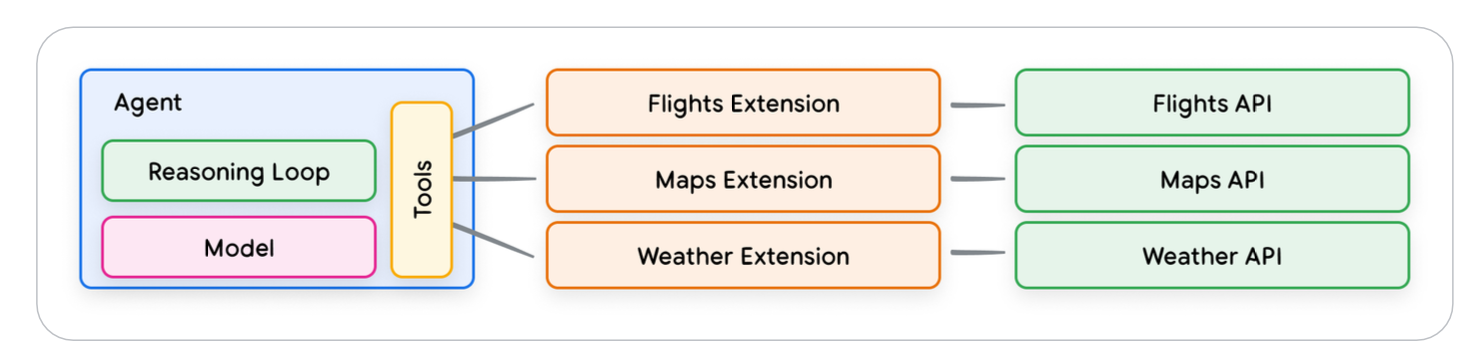 Agent
Reasoning Loop
Model
Tools
Flights Extension
Maps Extension
Weather Extension
Flights API
Maps API
Weather API